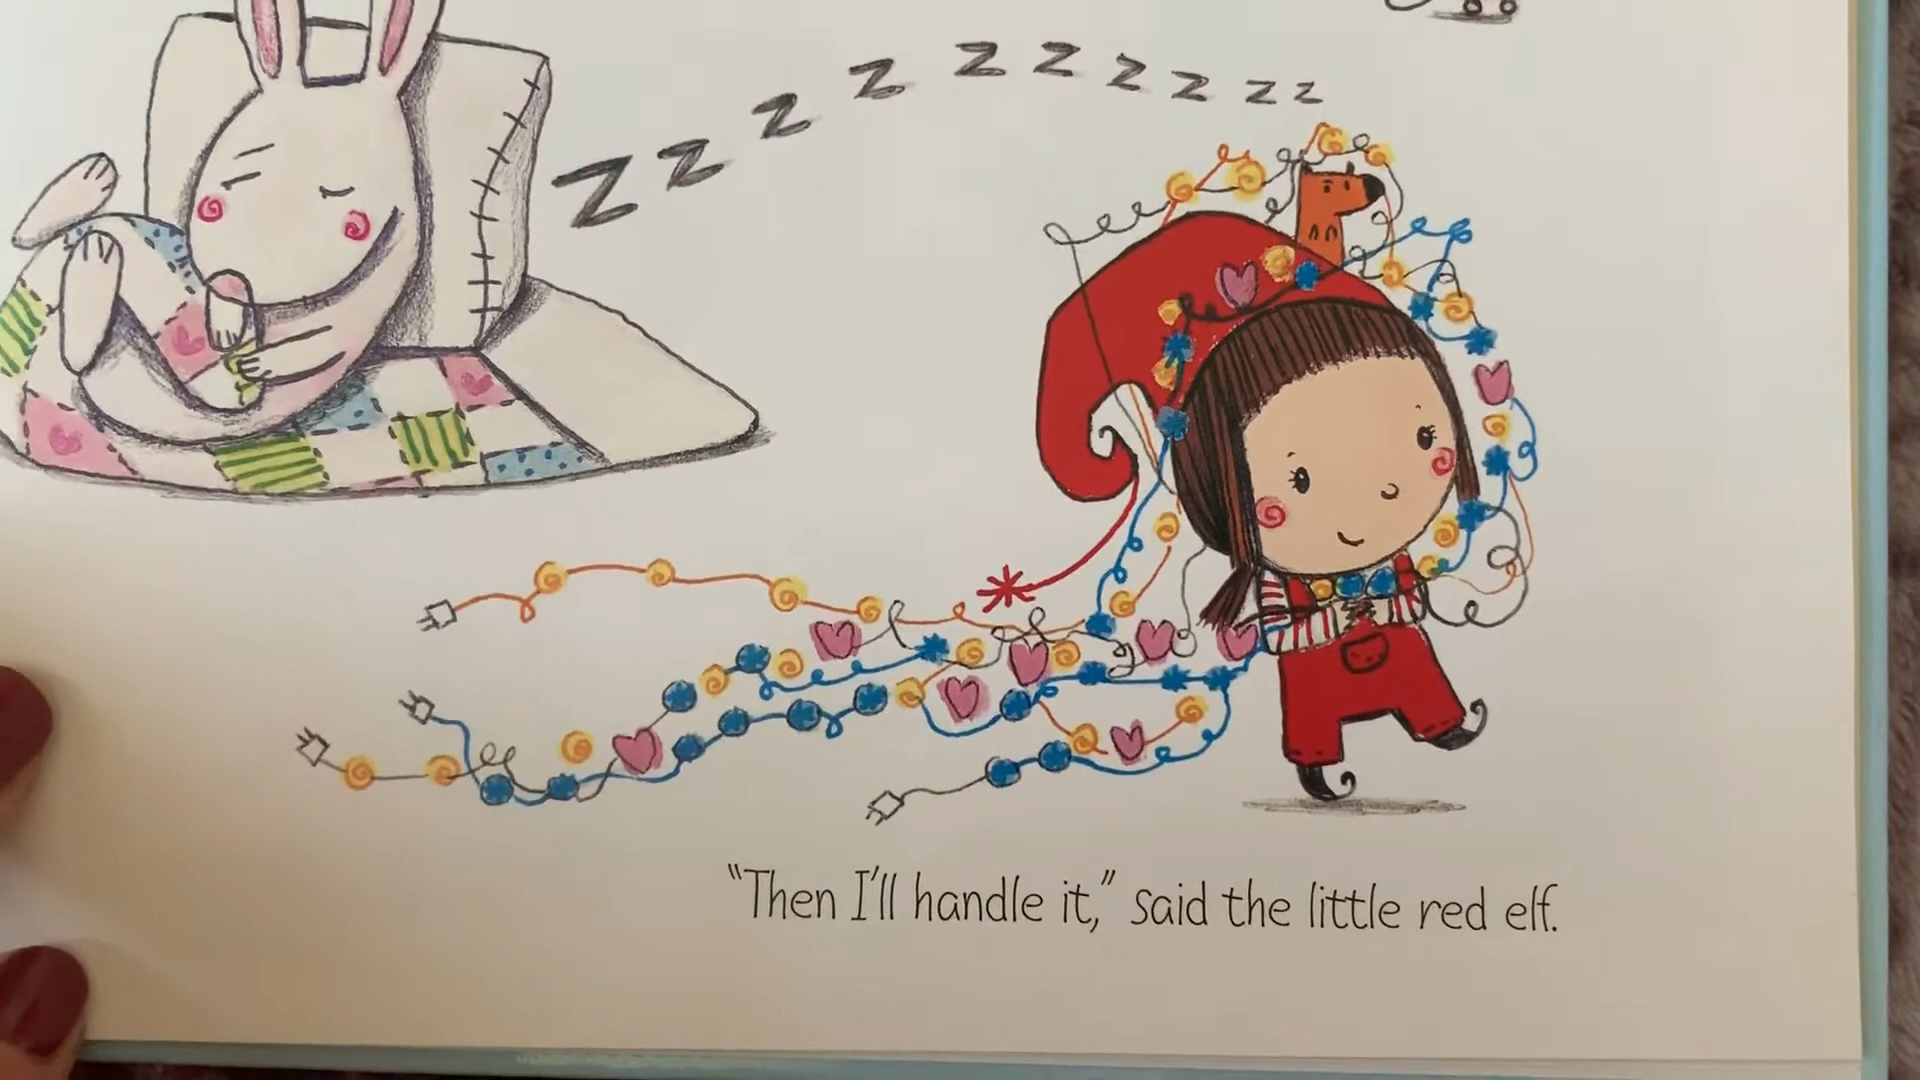 Z Z Z Z Z Z Z Z Z Z
"Then I'll handle it," said the little red elf.